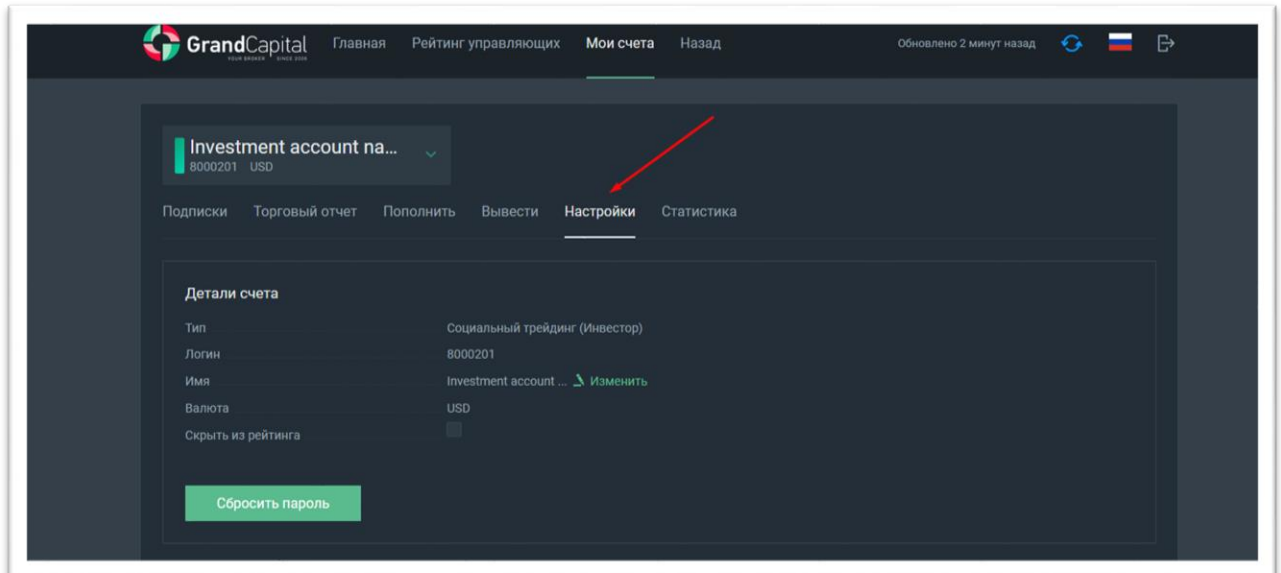 GrandCapital Главная Рейтинг управляющих Мои счета Назад Обновлено 2 минут назад
YOUR BROKER SINCE 2006
Investment account na...
8000201 USD
Подписки Торговый отчет Пополнить Вывести Настройки Статистика
Детали счета
Тип Социальный трейдинг (Инвестор)
Логин 8000201
Имя Investment account ... Изменить
Валюта USD
Скрыть из рейтинга
Сбросить пароль